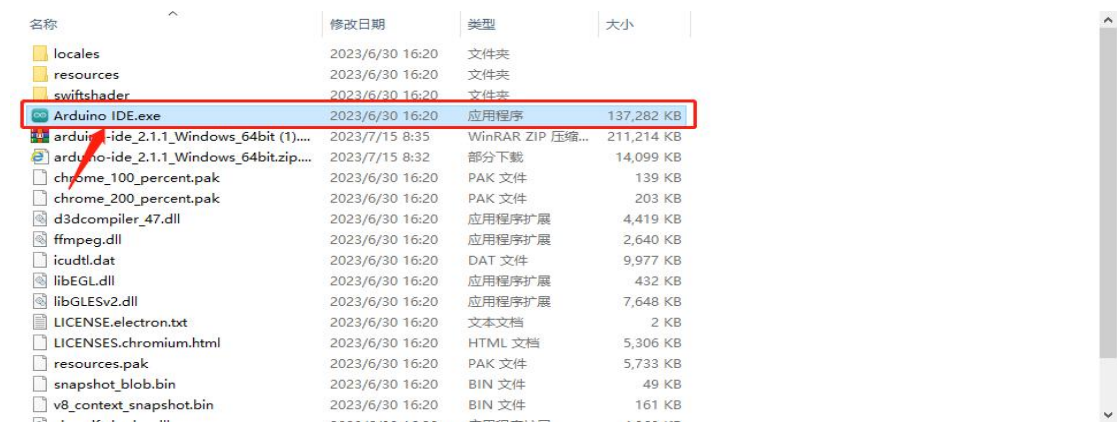 名称 修改日期 类型 大小
locales 2023/6/30 16:20 文件夹
resources 2023/6/30 16:20 文件夹
swiftshader 2023/6/30 16:20 文件夹
Arduino IDE.exe 2023/6/30 16:20 应用程序 137,282 KB
arduino-ide_2.1.1_Windows_64bit (1).... 2023/7/15 8:35 WinRAR ZIP 压缩... 211,214 KB
arduino-ide_2.1.1_Windows_64bit.zip.... 2023/7/15 8:32 部分下载 14,099 KB
chrome_100_percent.pak 2023/6/30 16:20 PAK 文件 139 KB
chrome_200_percent.pak 2023/6/30 16:20 PAK 文件 203 KB
d3dcompiler_47.dll 2023/6/30 16:20 应用程序扩展 4,419 KB
ffmpeg.dll 2023/6/30 16:20 应用程序扩展 2,640 KB
icudtl.dat 2023/6/30 16:20 DAT 文件 9,977 KB
libEGL.dll 2023/6/30 16:20 应用程序扩展 432 KB
libGLESv2.dll 2023/6/30 16:20 应用程序扩展 7,648 KB
LICENSE.electron.txt 2023/6/30 16:20 文本文档 2 KB
LICENSES.chromium.html 2023/6/30 16:20 HTML 文档 5,306 KB
resources.pak 2023/6/30 16:20 PAK 文件 5,733 KB
snapshot_blob.bin 2023/6/30 16:20 BIN 文件 49 KB
v8_context_snapshot.bin 2023/6/30 16:20 BIN 文件 161 KB